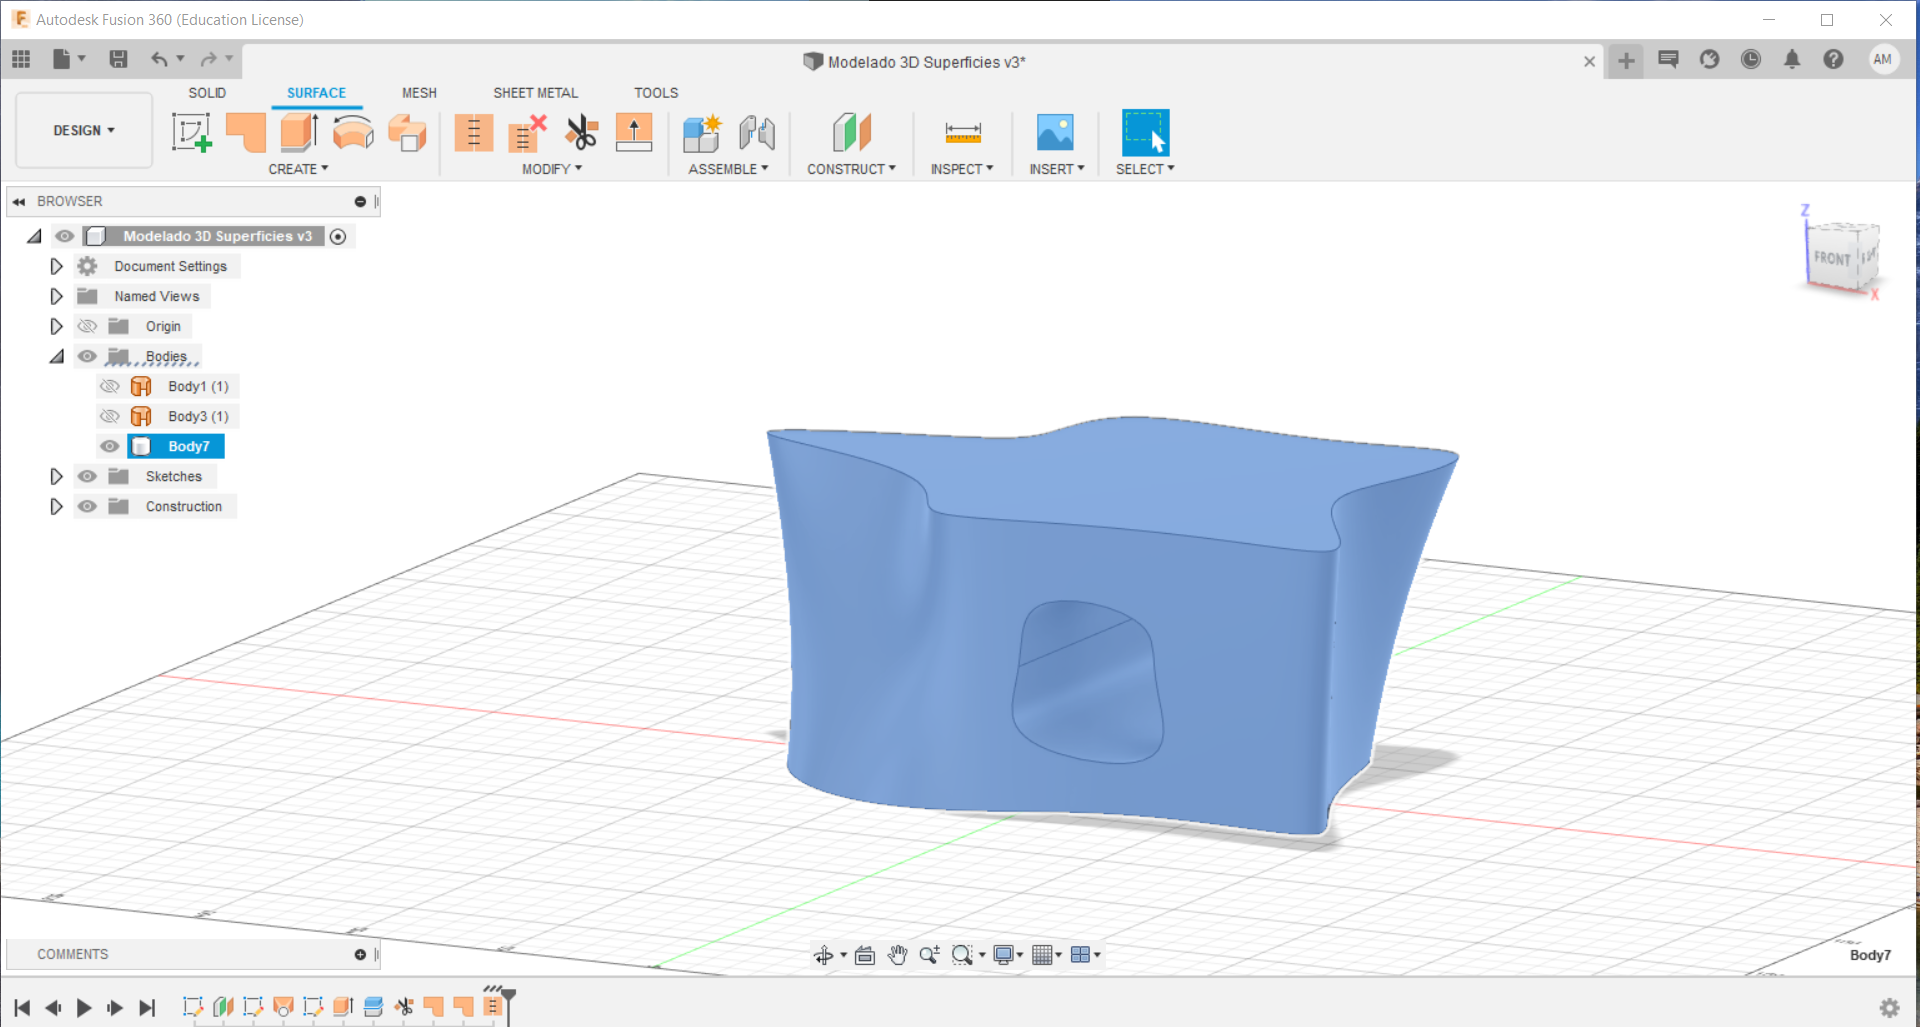 Autodesk Fusion 360 (Education License)
Modelado 3D Superficies v3*
AM
SOLID SURFACE MESH SHEET METAL TOOLS
DESIGN
CREATE MODIFY ASSEMBLE CONSTRUCT INSPECT INSERT SELECT
BROWSER
Modelado 3D Superficies v3
Document Settings
Named Views
Origin
Bodies
Body1 (1)
Body3 (1)
Body7
Sketches
Construction
Z
FRONT
X
COMMENTS
Body7